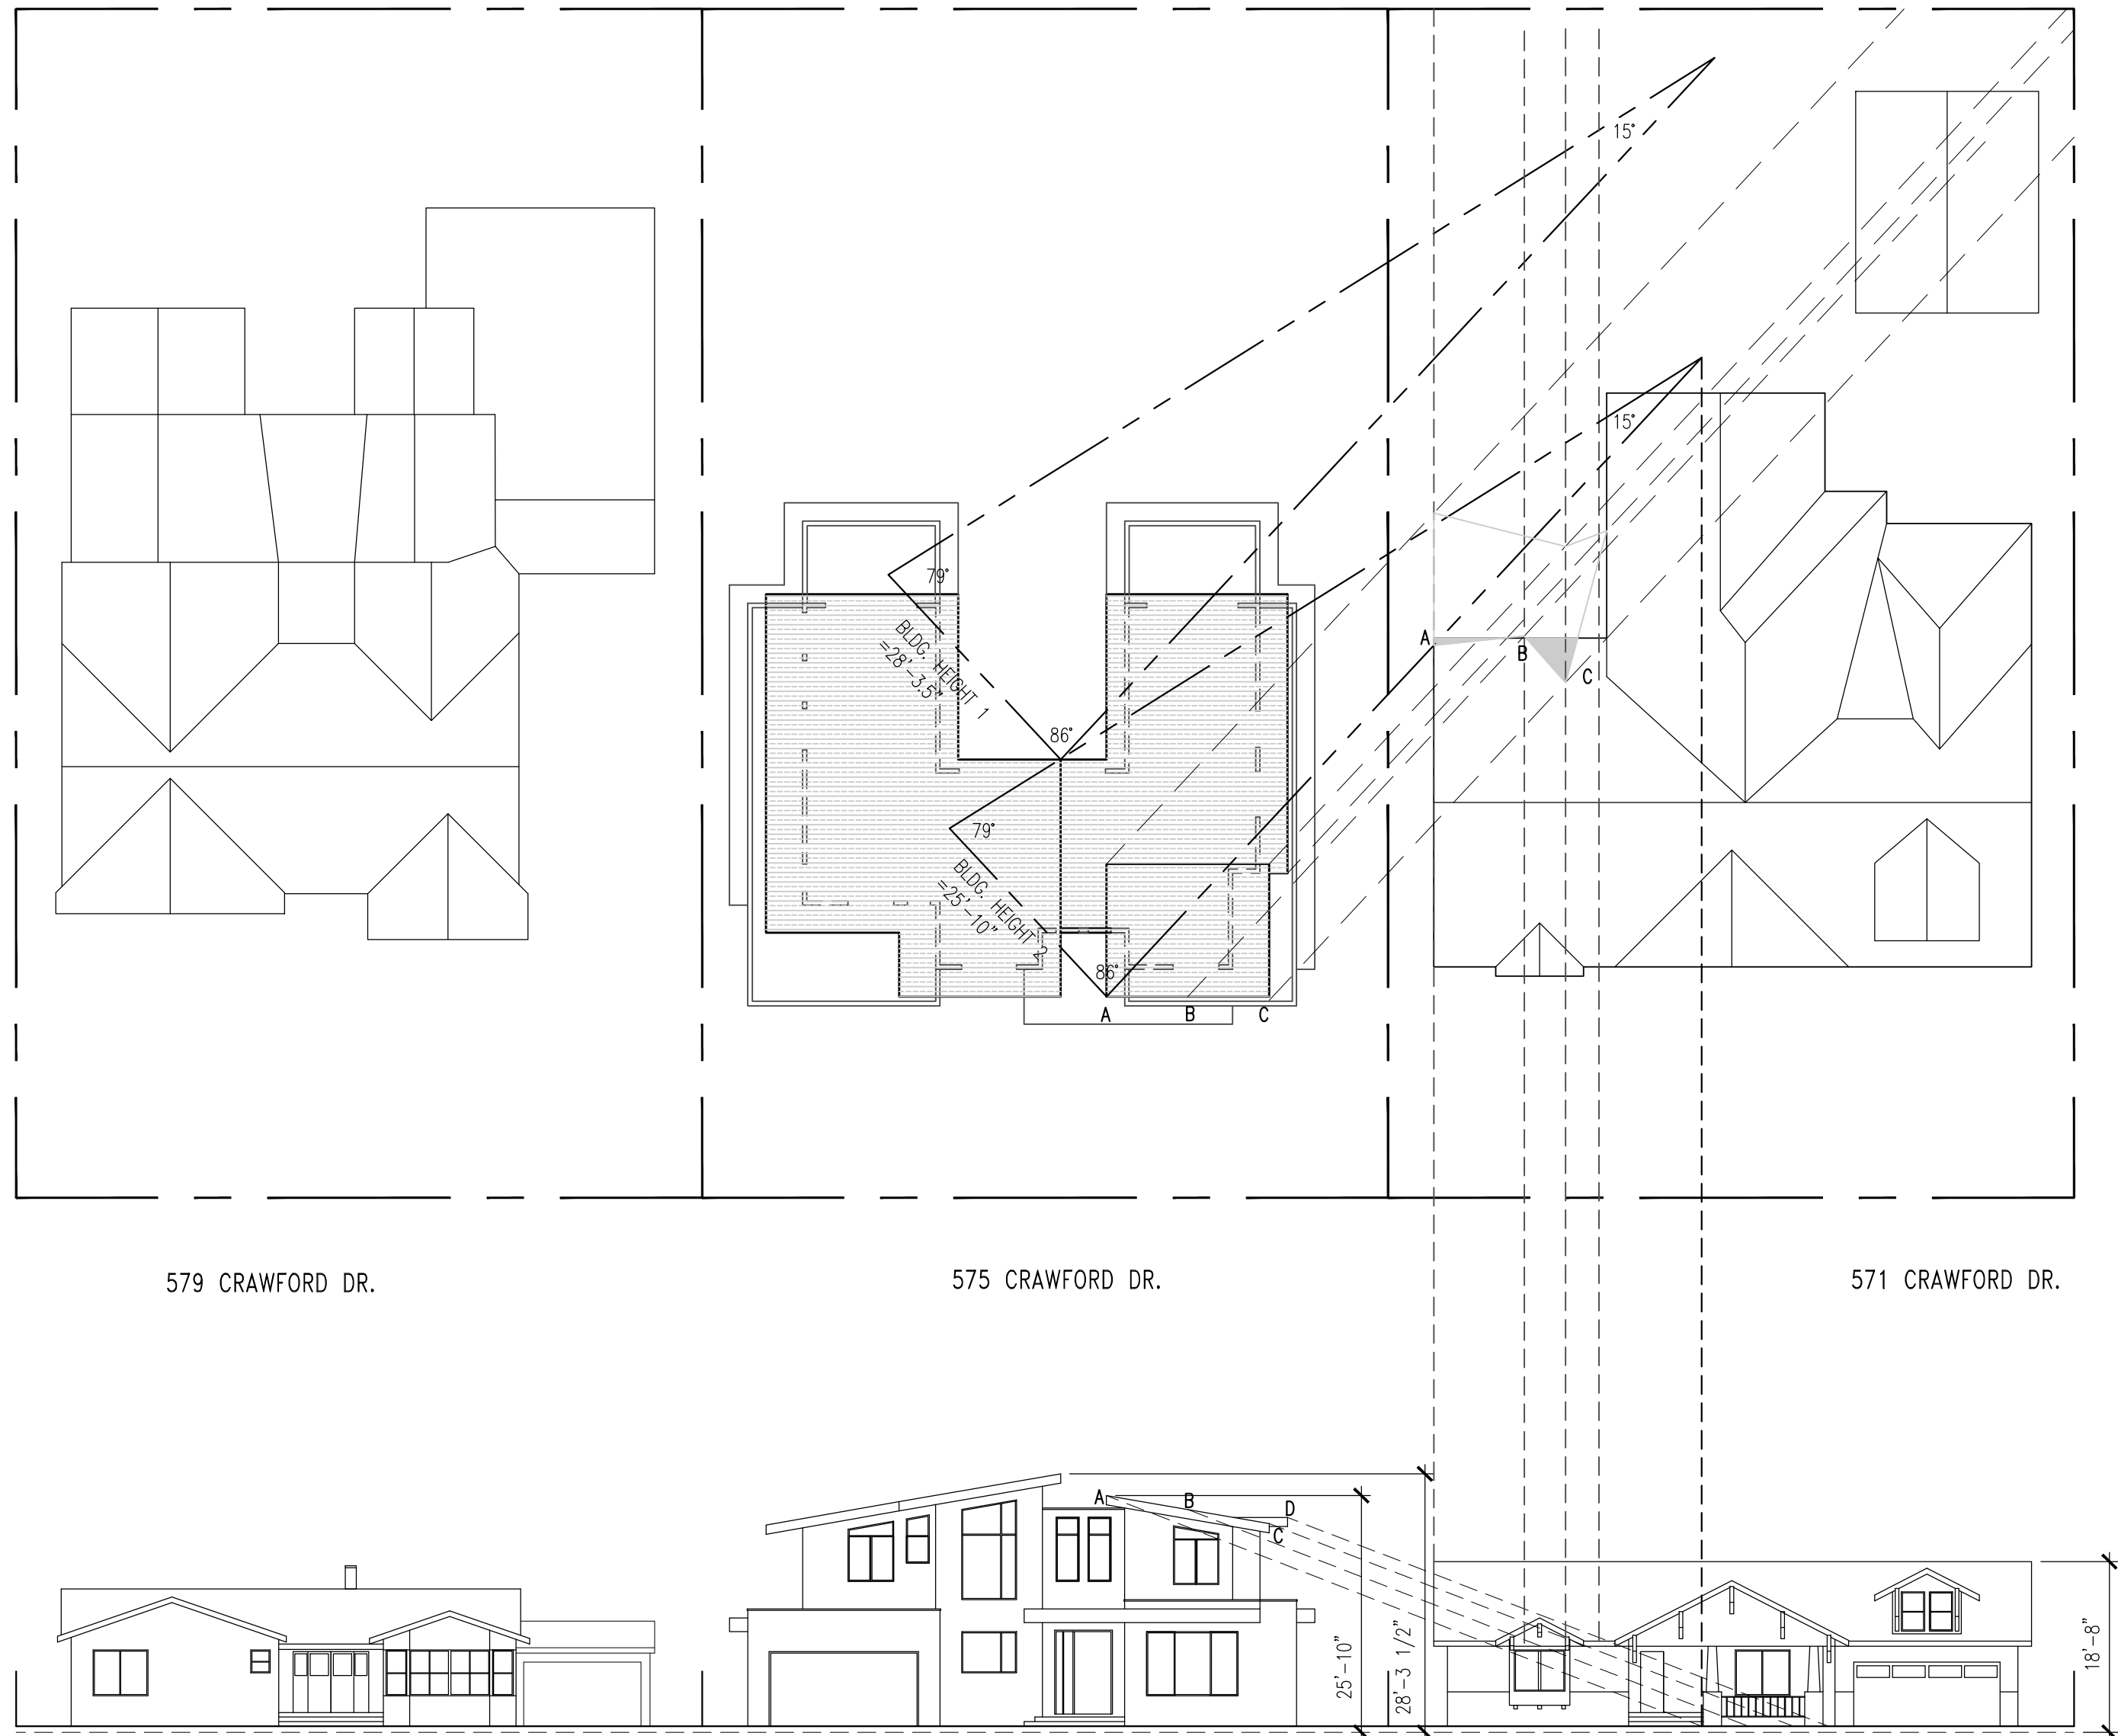 15°
15°
79°
BLDG. HEIGHT 1
=28'-3.5"
86°
A
B
C
79°
BLDG. HEIGHT 2
=25'-10"
86°
A
B
C
579 CRAWFORD DR.
575 CRAWFORD DR.
571 CRAWFORD DR.
A
B
D
C
25'-10"
28'-3 1/2"
18'-8"